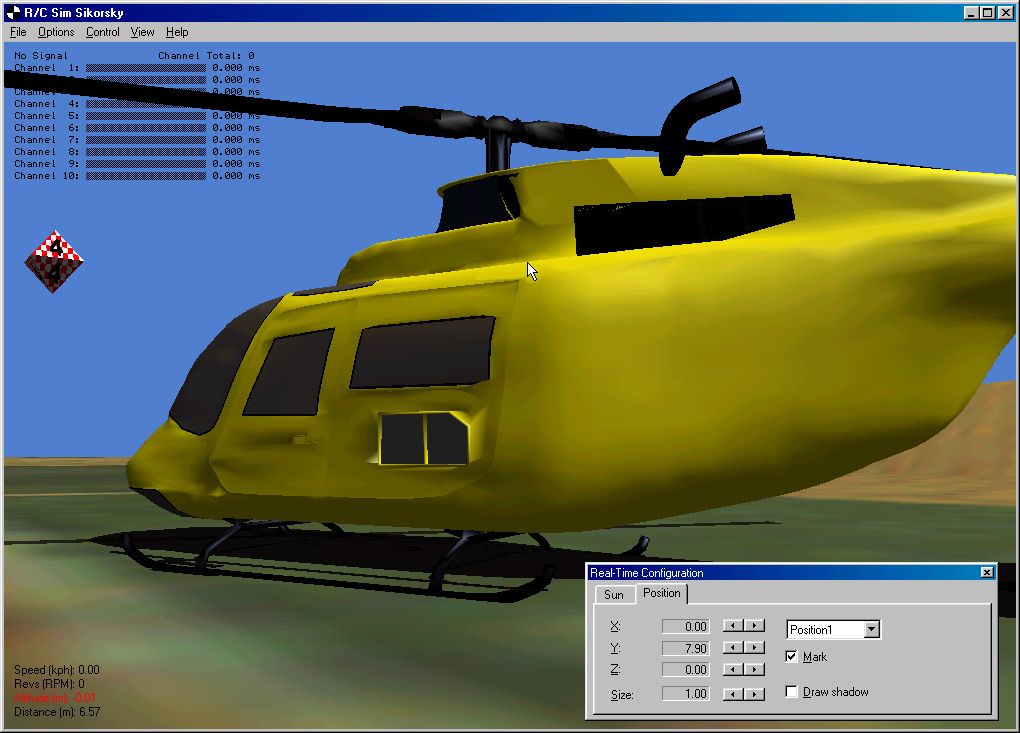 R/C Sim Sikorsky
File Options Control View Help
No Signal Channel Total: 0
Channel 1: 0.000 ms
0.000 ms
Channel 0.000 ms
Channel 4: 0.000 ms
Channel 5: 0.000 ms
Channel 6: 0.000 ms
Channel 7: 0.000 ms
Channel 8: 0.000 ms
Channel 9: 0.000 ms
Channel 10: 0.000 ms
4
Real-Time Configuration
Sun Position
X: 0.00 Position1
Y: 7.90 Mark
Z: 0.00
Size: 1.00 Draw shadow
Speed (kph): 0.00
Revs (RPM): 0
Altitude (m): -0.01
Distance (m): 6.57